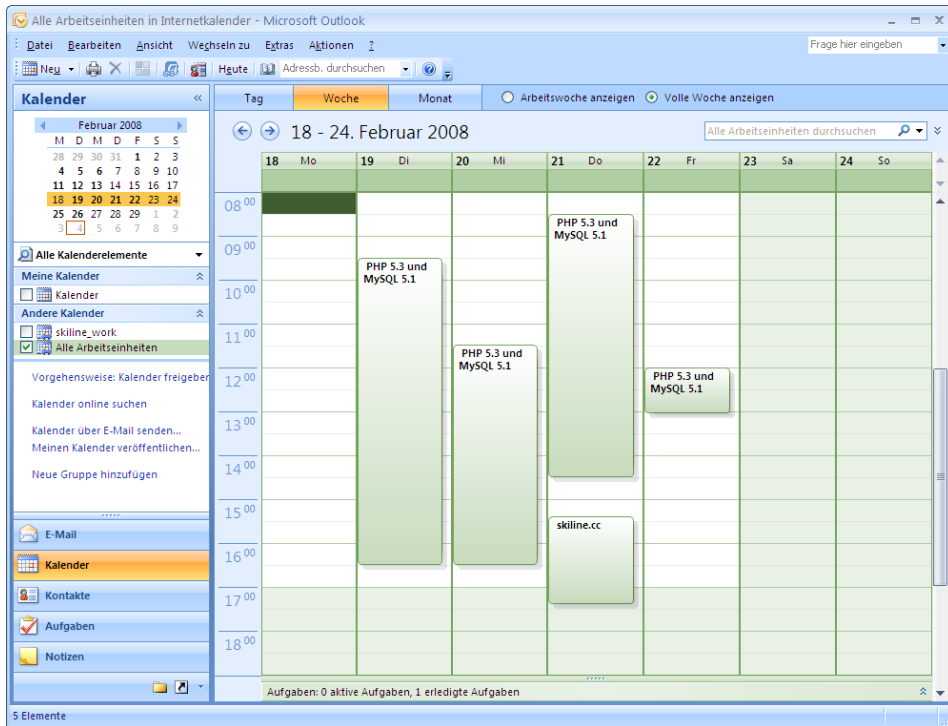 Alle Arbeitseinheiten in Internetkalender - Microsoft Outlook
Datei Bearbeiten Ansicht Wechseln zu Extras Aktionen ?
Frage hier eingeben
Neu Heute Adressb. durchsuchen
Kalender «
Februar 2008
M D M D F S S
28 29 30 31 1 2 3
4 5 6 7 8 9 10
11 12 13 14 15 16 17
18 19 20 21 22 23 24
25 26 27 28 29 1 2
3 4 5 6 7 8 9
Alle Kalenderelemente
Meine Kalender
Kalender
Andere Kalender
skiline_work
Alle Arbeitseinheiten
Vorgehensweise: Kalender freigeber
Kalender online suchen
Kalender über E-Mail senden...
Meinen Kalender veröffentlichen...
Neue Gruppe hinzufügen
E-Mail
Kalender
Kontakte
Aufgaben
Notizen
Tag Woche Monat Arbeitswoche anzeigen Volle Woche anzeigen
18 - 24. Februar 2008
Alle Arbeitseinheiten durchsuchen
18 Mo 19 Di 20 Mi 21 Do 22 Fr 23 Sa 24 So
08 00
09 00
10 00
11 00
12 00
13 00
14 00
15 00
16 00
17 00
18 00
PHP 5.3 und
MySQL 5.1
PHP 5.3 und
MySQL 5.1
PHP 5.3 und
MySQL 5.1
skiline.cc
PHP 5.3 und
MySQL 5.1
Aufgaben: 0 aktive Aufgaben, 1 erledigte Aufgaben
5 Elemente